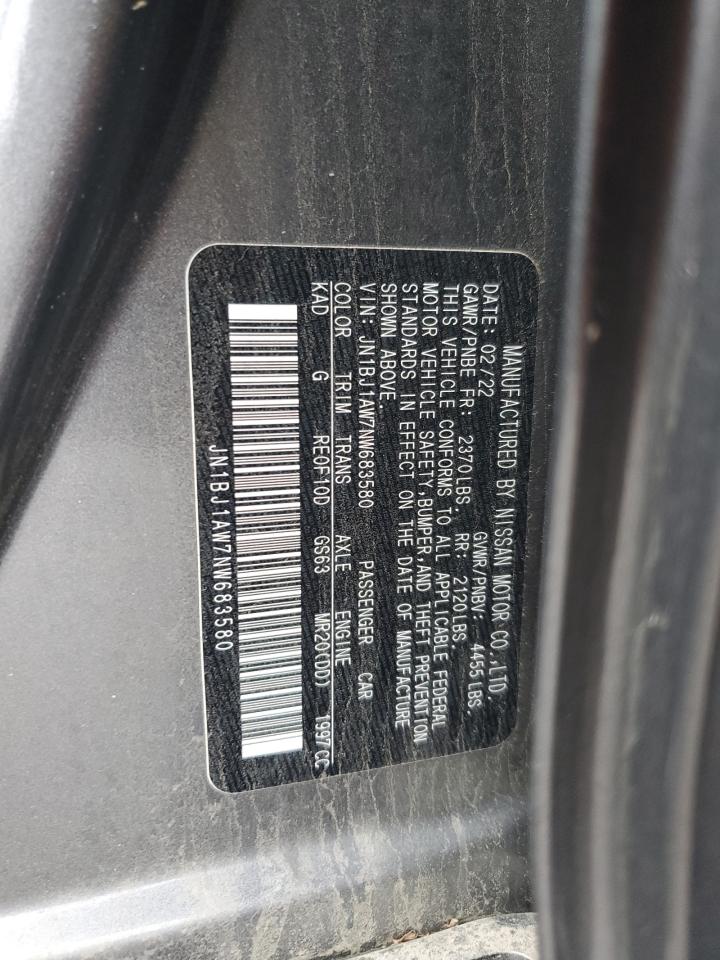 MANUFACTURED BY NISSAN MOTOR CO.,LTD.
DATE: 02/22 GVWR/PNBV: 4455 LBS.
GAWR/PNBE FR: 2370LBS. RR: 2120LBS.
THIS VEHICLE CONFORMS TO ALL APPLICABLE FEDERAL
MOTOR VEHICLE SAFETY,BUMPER,AND THEFT PREVENTION
STANDARDS IN EFFECT ON THE DATE OF MANUFACTURE
SHOWN ABOVE.
VIN: JN1BJ1AW7NW683580 PASSENGER CAR
COLOR TRIM TRANS AXLE ENGINE
KAD G RE0F10D GS63 MR20(DD) 1997CC
JN1BJ1AW7NW683580